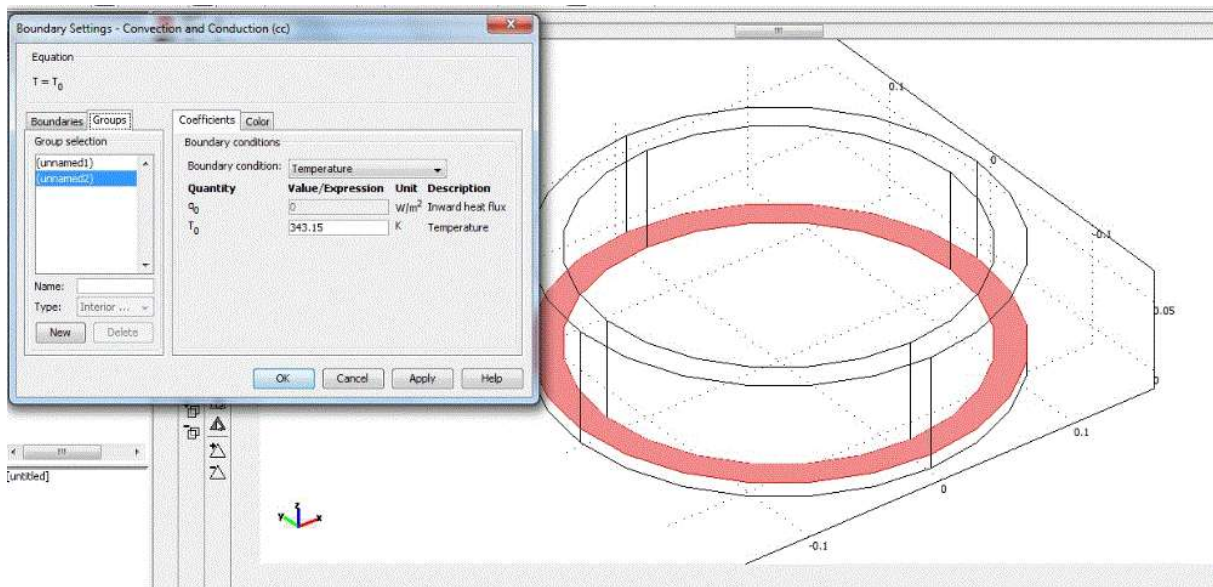 Boundary Settings - Convection and Conduction (cc)
Equation
T = T₀
Boundaries Groups
Group selection
(unnamed1)
(unnamed2)
Name:
Type: Interior ...
New Delete
Coefficients Color
Boundary conditions
Boundary condition: Temperature
Quantity Value/Expression Unit Description
q₀ 0 W/m² Inward heat flux
T₀ 343.15 K Temperature
OK Cancel Apply Help
[untitled]
0.1
0
-0.1
0.05
0
0.1
0
-0.1
z
y x